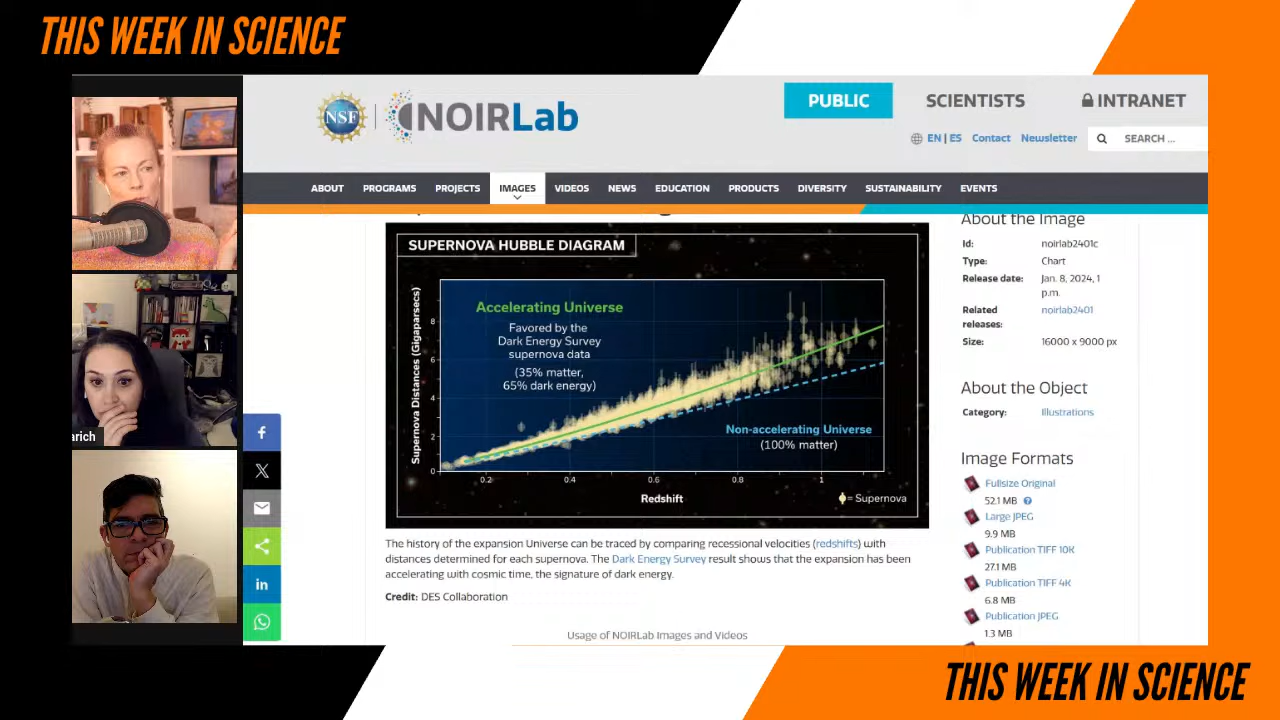 THIS WEEK IN SCIENCE
NSF
NOIRLab
PUBLIC
SCIENTISTS
INTRANET
EN | ES Contact Newsletter
SEARCH ...
ABOUT PROGRAMS PROJECTS IMAGES VIDEOS NEWS EDUCATION PRODUCTS DIVERSITY SUSTAINABILITY EVENTS
SUPERNOVA HUBBLE DIAGRAM
Supernova Distances (Gigaparsecs)
8
6
4
2
0
Accelerating Universe
Favored by the
Dark Energy Survey
supernova data
(35% matter,
65% dark energy)
Non-accelerating Universe
(100% matter)
0.2 0.4 0.6 0.8 1
Redshift
= Supernova
The history of the expansion Universe can be traced by comparing recessional velocities (redshifts) with
distances determined for each supernova. The Dark Energy Survey result shows that the expansion has been
accelerating with cosmic time, the signature of dark energy.
Credit: DES Collaboration
Usage of NOIRLab Images and Videos
About the Image
Id: noirlab2401c
Type: Chart
Release date: Jan. 8, 2024, 1
p.m.
Related noirlab2401
releases:
Size: 16000 x 9000 px
About the Object
Category: Illustrations
Image Formats
Fullsize Original
52.1 MB ?
Large JPEG
9.9 MB
Publication TIFF 10K
27.1 MB
Publication TIFF 4K
6.8 MB
Publication JPEG
1.3 MB
arich
f
X
in
THIS WEEK IN SCIENCE